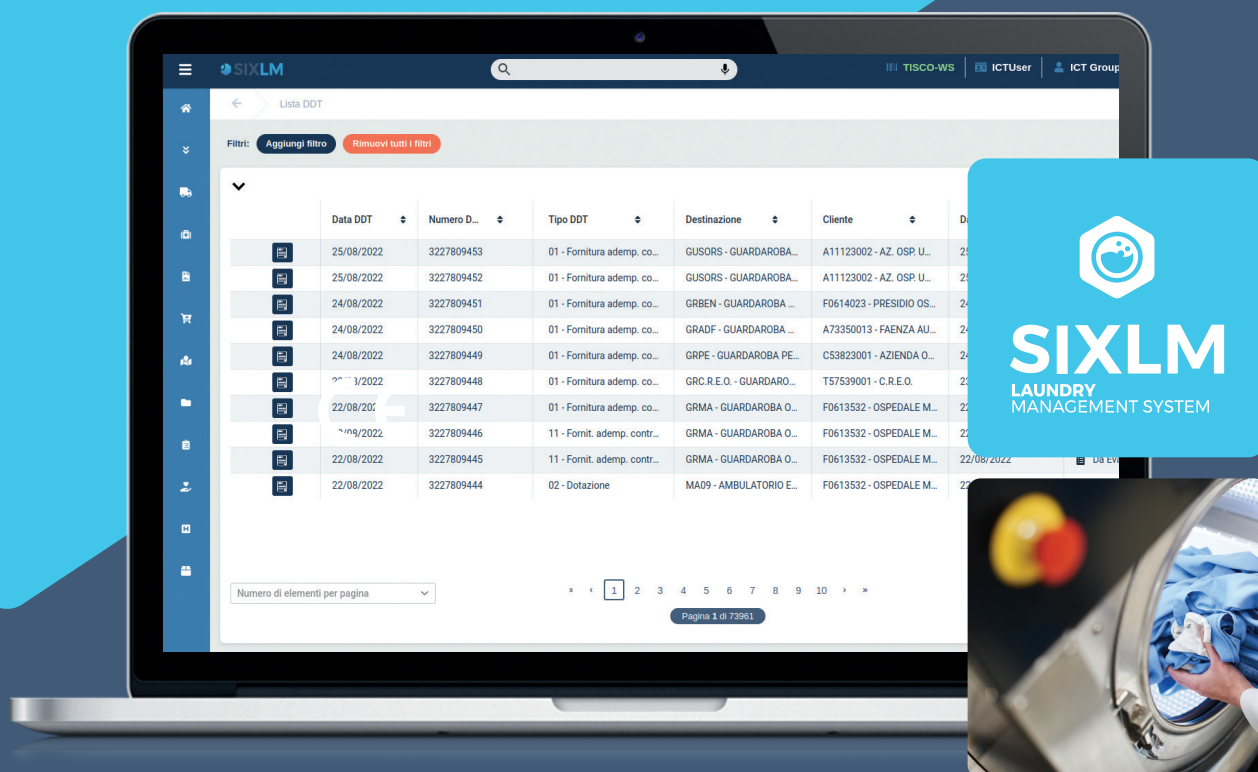 SIXLM
TISCO-WS ICTUser ICT Group
Lista DDT
Filtri: Aggiungi filtro Rimuovi tutti i filtri
Data DDT Numero D... Tipo DDT Destinazione Cliente
25/08/2022 3227809453 01 - Fornitura ademp. co... GUSORS - GUARDAROBA... A11123002 - AZ. OSP. U...
25/08/2022 3227809452 01 - Fornitura ademp. co... GUSORS - GUARDAROBA... A11123002 - AZ. OSP. U...
24/08/2022 3227809451 01 - Fornitura ademp. co... GRBEN - GUARDAROBA ... F0614023 - PRESIDIO OS...
24/08/2022 3227809450 01 - Fornitura ademp. co... GRADF - GUARDAROBA ... A73350013 - FAENZA AU...
24/08/2022 3227809449 01 - Fornitura ademp. co... GRPE - GUARDAROBA PE... C53823001 - AZIENDA O...
3227809448 01 - Fornitura ademp. co... GRC.R.E.O. - GUARDARO... T57539001 - C.R.E.O.
3227809447 01 - Fornitura ademp. co... GRMA - GUARDAROBA O... F0613532 - OSPEDALE M...
3227809446 11 - Fornit. ademp. contr... GRMA - GUARDAROBA O... F0613532 - OSPEDALE M...
22/08/2022 3227809445 11 - Fornit. ademp. contr... GRMA - GUARDAROBA O... F0613532 - OSPEDALE M... 22/08/2022 Da
22/08/2022 3227809444 02 - Dotazione MA09 - AMBULATORIO E... F0613532 - OSPEDALE M...
CE
Numero di elementi per pagina
« ‹ 1 2 3 4 5 6 7 8 9 10 › »
Pagina 1 di 73961
SIXLM
LAUNDRY
MANAGEMENT SYSTEM